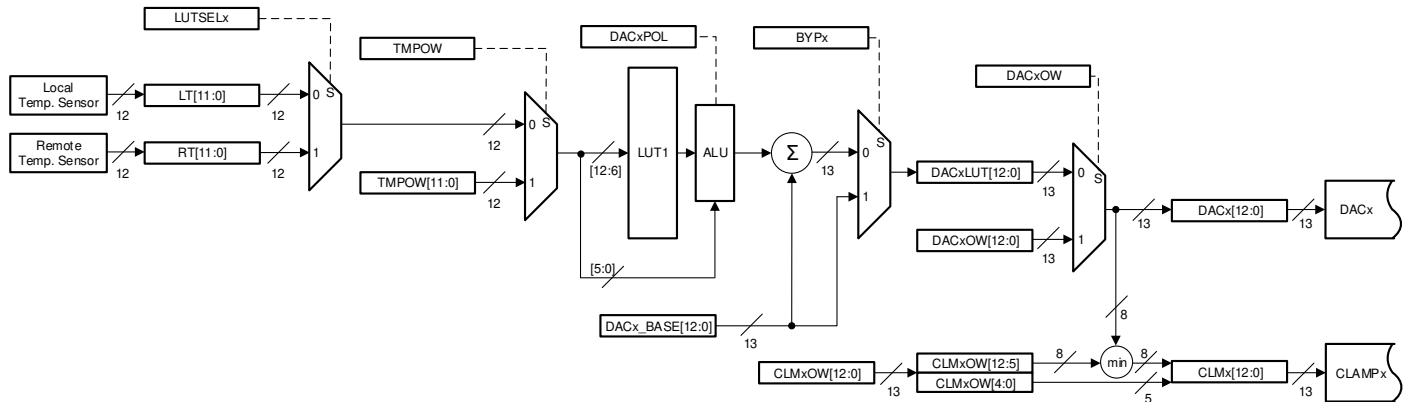 LUTSELx
TMPOW
DACxPOL
BYPx
DACxOW
Local
Temp. Sensor
12
LT[11:0]
12
0
S
Remote
Temp. Sensor
12
RT[11:0]
12
1
12
0
S
TMPOW[11:0]
12
1
[12:6]
LUT1
ALU
[5:0]
Σ
13
0
S
1
DACx_BASE[12:0]
13
DACxLUT[12:0]
13
0
S
DACxOW[12:0]
13
1
13
DACx[12:0]
13
DACx
8
CLMxOW[12:0]
13
CLMxOW[12:5]
CLMxOW[4:0]
8
min
8
5
CLMx[12:0]
13
CLAMPx